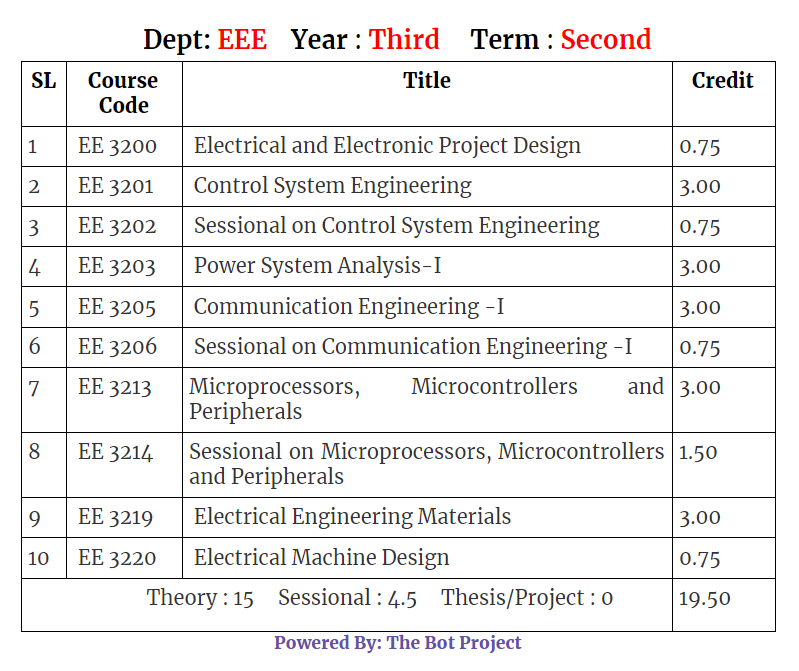 Dept: EEE Year : Third Term : Second
SL Course Code Title Credit
1 EE 3200 Electrical and Electronic Project Design 0.75
2 EE 3201 Control System Engineering 3.00
3 EE 3202 Sessional on Control System Engineering 0.75
4 EE 3203 Power System Analysis-I 3.00
5 EE 3205 Communication Engineering -I 3.00
6 EE 3206 Sessional on Communication Engineering -I 0.75
7 EE 3213 Microprocessors, Microcontrollers and 3.00
Peripherals
8 EE 3214 Sessional on Microprocessors, Microcontrollers 1.50
and Peripherals
9 EE 3219 Electrical Engineering Materials 3.00
10 EE 3220 Electrical Machine Design 0.75
Theory : 15 Sessional : 4.5 Thesis/Project : 0 19.50
Powered By: The Bot Project